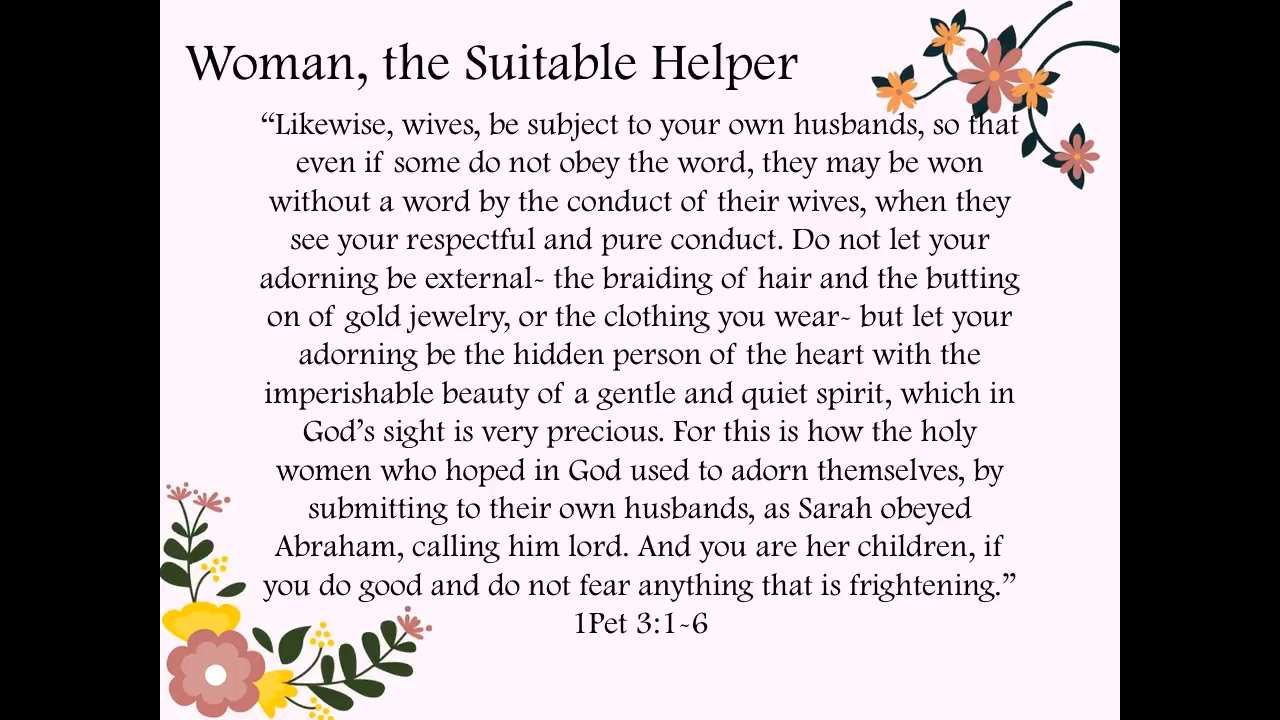 Woman, the Suitable Helper
“Likewise, wives, be subject to your own husbands, so that
even if some do not obey the word, they may be won
without a word by the conduct of their wives, when they
see your respectful and pure conduct. Do not let your
adorning be external- the braiding of hair and the butting
on of gold jewelry, or the clothing you wear- but let your
adorning be the hidden person of the heart with the
imperishable beauty of a gentle and quiet spirit, which in
God’s sight is very precious. For this is how the holy
women who hoped in God used to adorn themselves, by
submitting to their own husbands, as Sarah obeyed
Abraham, calling him lord. And you are her children, if
you do good and do not fear anything that is frightening.”
1Pet 3:1-6